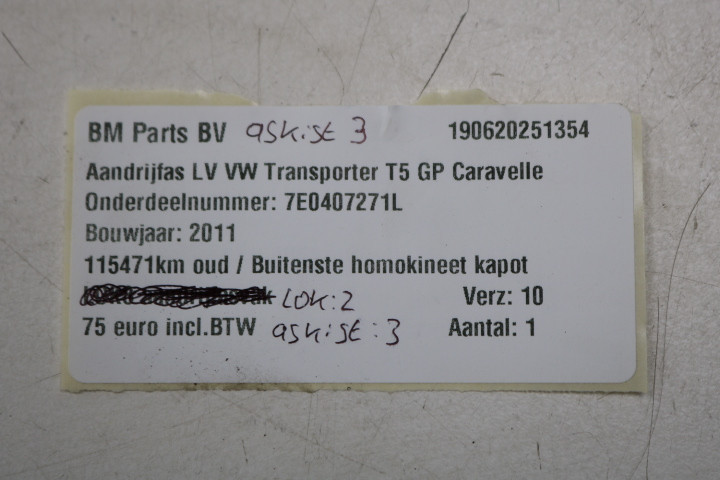 BM Parts BV askist 3 190620251354
Aandrijfas LV VW Transporter T5 GP Caravelle
Onderdeelnummer: 7E0407271L
Bouwjaar: 2011
115471km oud / Buitenste homokineet kapot
LOK:2 Verz: 10
75 euro incl.BTW askist:3 Aantal: 1